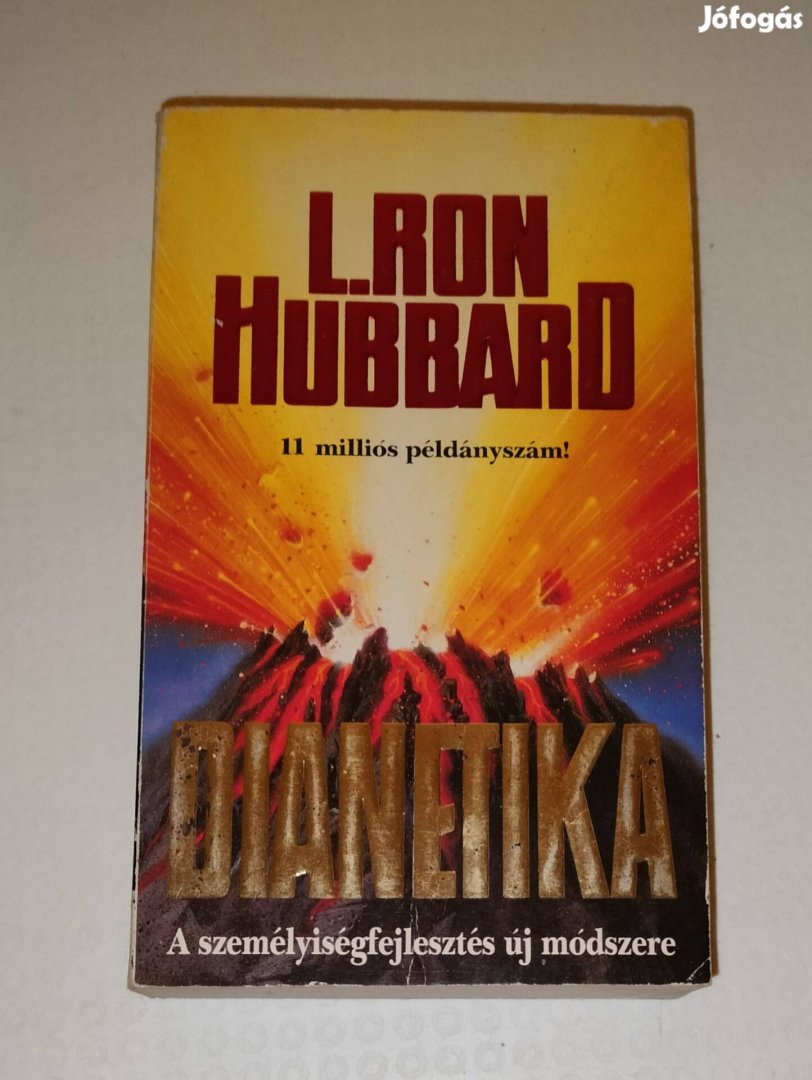 Jófogás
L. RON
HUBBARD
11 milliós példányszám!
DIANETIKA
A személyiségfejlesztés új módszere